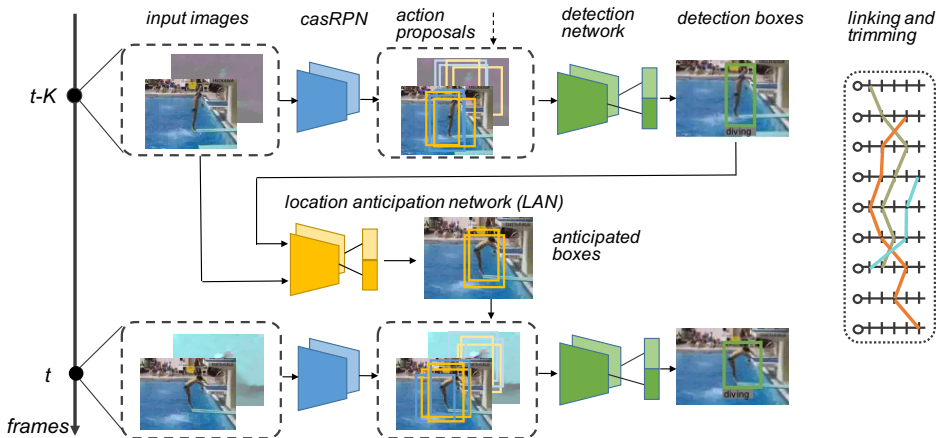 input images
casRPN
action
proposals
detection
network
detection boxes
linking and
trimming
t-K
diving
location anticipation network (LAN)
anticipated
boxes
t
diving
frames